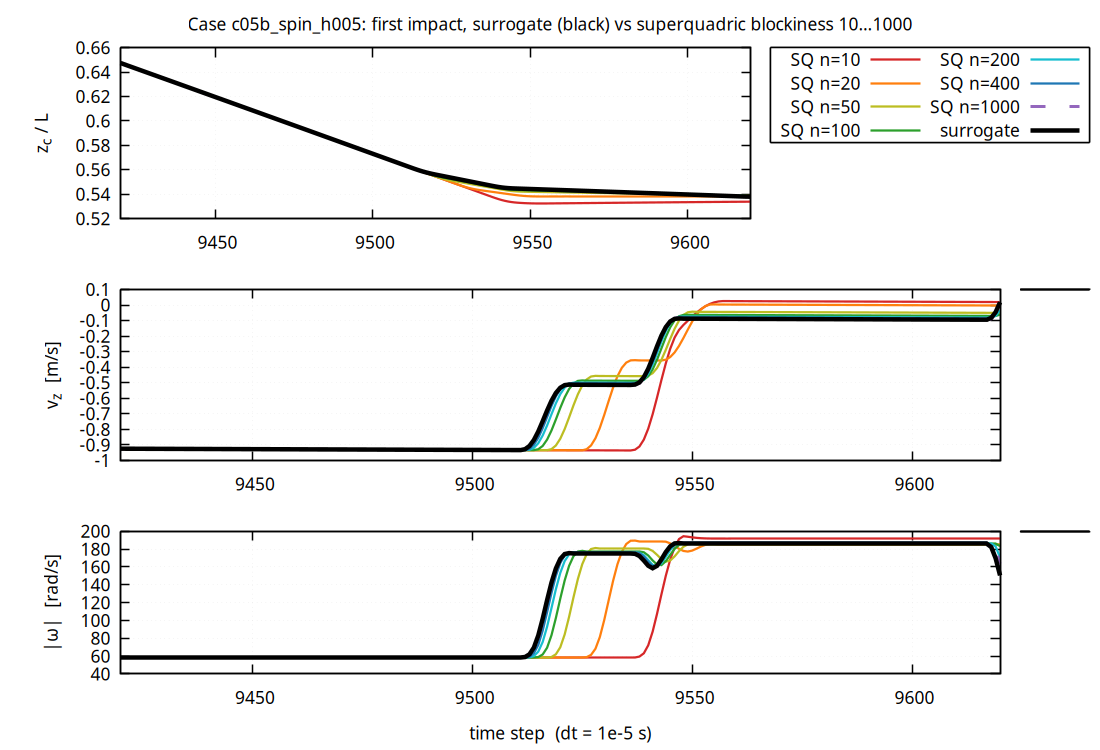 Case c05b_spin_h005: first impact, surrogate (black) vs superquadric blockiness 10...1000
0.66
0.64
0.62
0.6
0.58
0.56
0.54
0.52
z_c / L
9450 9500 9550 9600
SQ n=10 SQ n=200
SQ n=20 SQ n=400
SQ n=50 SQ n=1000
SQ n=100 surrogate
0.1
0
-0.1
-0.2
-0.3
-0.4
-0.5
-0.6
-0.7
-0.8
-0.9
-1
v_z [m/s]
9450 9500 9550 9600
200
180
160
140
120
100
80
60
40
|ω| [rad/s]
9450 9500 9550 9600
time step (dt = 1e-5 s)